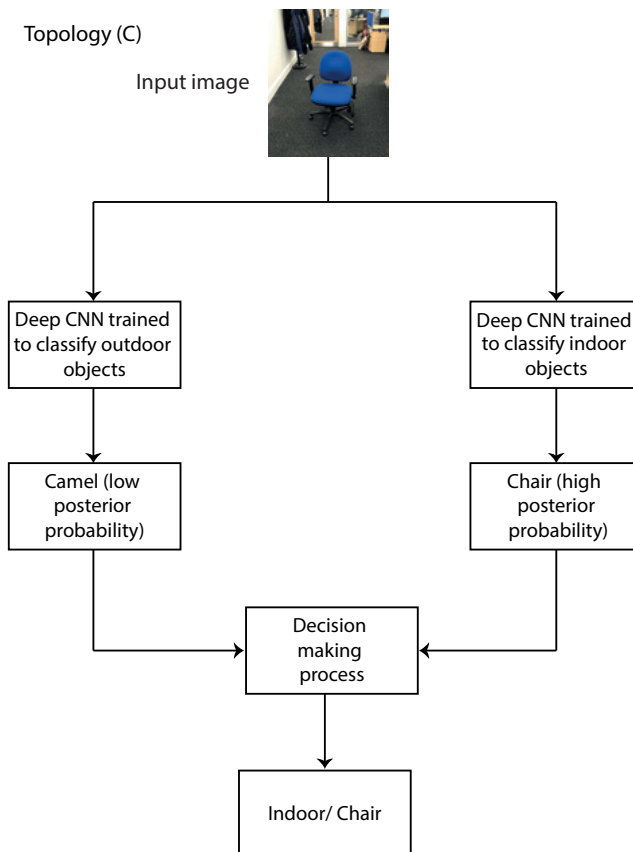 Topology (C)
Input image
Deep CNN trained
to classify outdoor
objects
Deep CNN trained
to classify indoor
objects
Camel (low
posterior
probability)
Chair (high
posterior
probability)
Decision
making
process
Indoor/ Chair